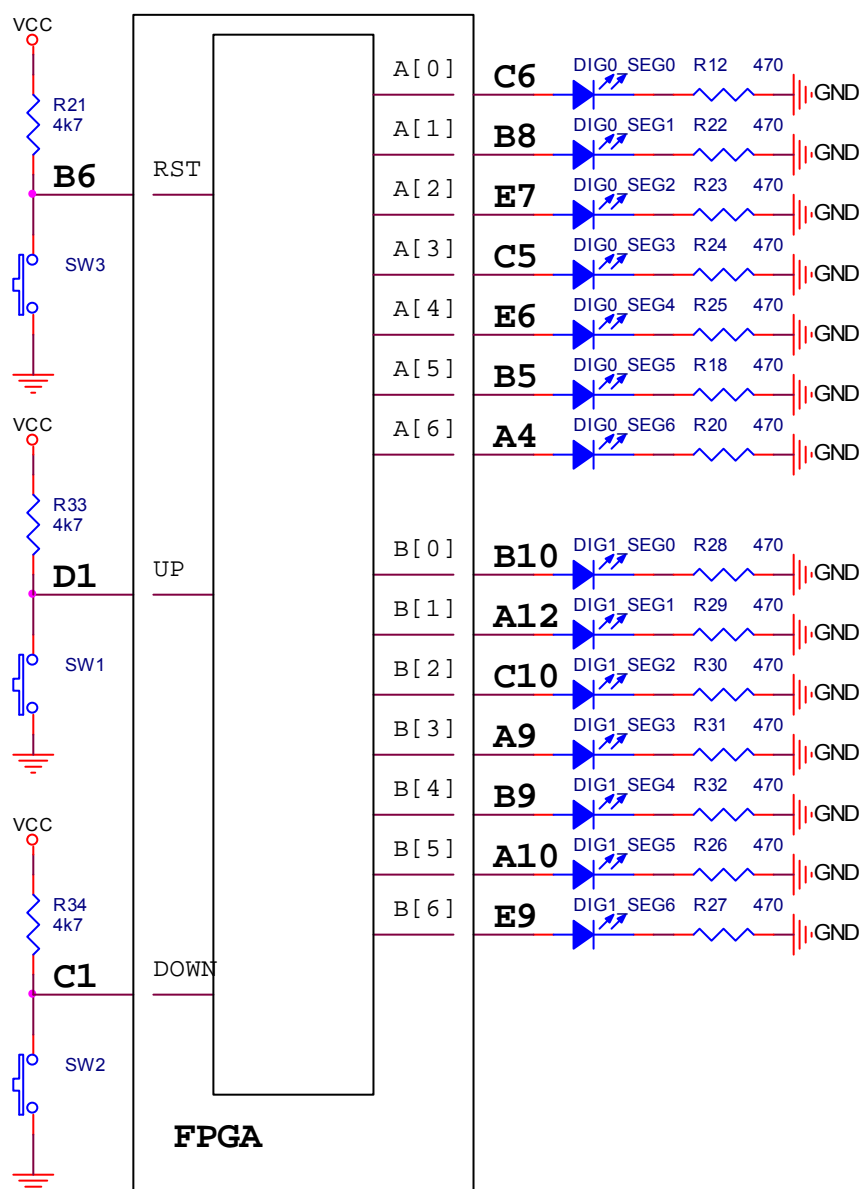 VCC
R21
4k7
B6
RST
SW3
VCC
R33
4k7
D1
UP
SW1
VCC
R34
4k7
C1
DOWN
SW2
FPGA
A[0] C6 DIG0_SEG0 R12 470 GND
A[1] B8 DIG0_SEG1 R22 470 GND
A[2] E7 DIG0_SEG2 R23 470 GND
A[3] C5 DIG0_SEG3 R24 470 GND
A[4] E6 DIG0_SEG4 R25 470 GND
A[5] B5 DIG0_SEG5 R18 470 GND
A[6] A4 DIG0_SEG6 R20 470 GND
B[0] B10 DIG1_SEG0 R28 470 GND
B[1] A12 DIG1_SEG1 R29 470 GND
B[2] C10 DIG1_SEG2 R30 470 GND
B[3] A9 DIG1_SEG3 R31 470 GND
B[4] B9 DIG1_SEG4 R32 470 GND
B[5] A10 DIG1_SEG5 R26 470 GND
B[6] E9 DIG1_SEG6 R27 470 GND